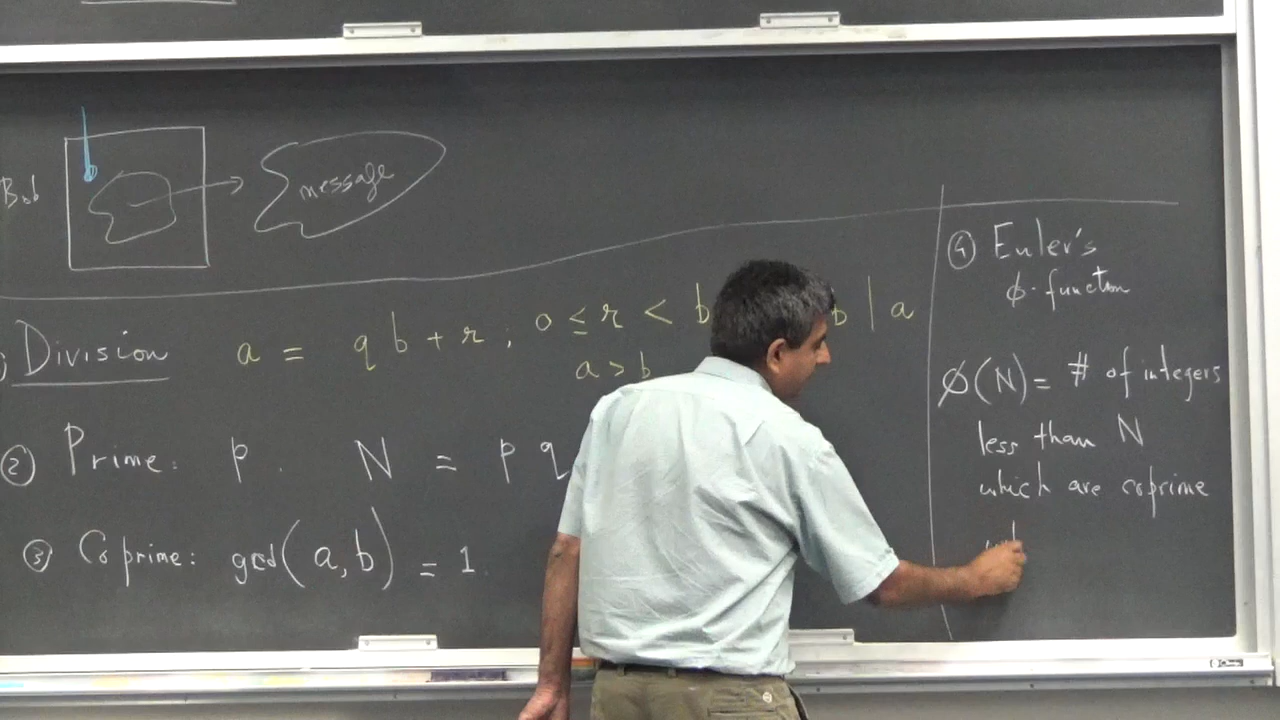 Bob
message
Division a = qb + r ; 0 ≤ r < b b | a
a > b
② Prime: p. N = p q
③ Coprime: gcd(a,b) = 1.
④ Euler's
ϕ-function
ϕ(N) = # of integers
less than N
which are coprime